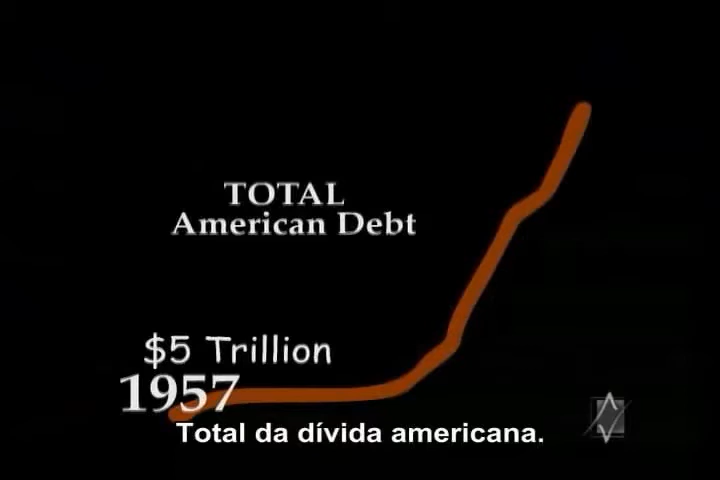 TOTAL
American Debt
$5 Trillion
1957
Total da dívida americana.